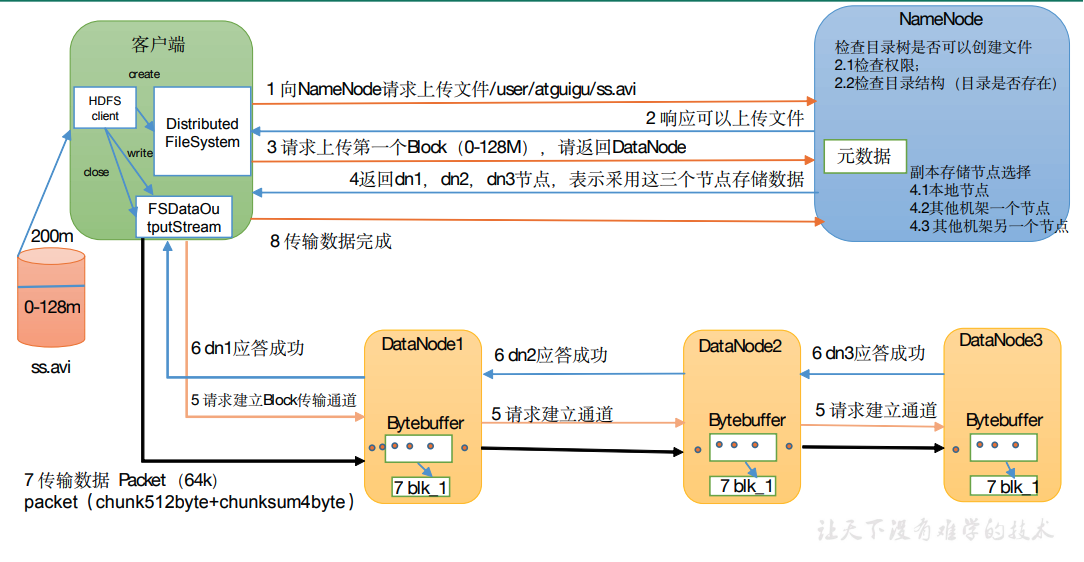 客户端
create
HDFS
client
Distributed
FileSystem
write
close
FSDataOu
tputStream
200m
0-128m
ss.avi
1 向NameNode请求上传文件/user/atguigu/ss.avi
2 响应可以上传文件
3 请求上传第一个Block（0-128M），请返回DataNode
4返回dn1，dn2，dn3节点，表示采用这三个节点存储数据
8 传输数据完成
NameNode
检查目录树是否可以创建文件
2.1检查权限;
2.2检查目录结构（目录是否存在）
元数据
副本存储节点选择
4.1本地节点
4.2其他机架一个节点
4.3 其他机架另一个节点
6 dn1应答成功
5 请求建立Block传输通道
DataNode1
Bytebuffer
7 blk_1
6 dn2应答成功
5 请求建立通道
DataNode2
Bytebuffer
7 blk_1
6 dn3应答成功
5 请求建立通道
DataNode3
Bytebuffer
7 blk_1
7 传输数据 Packet（64k）
packet（chunk512byte+chunksum4byte）
让天下没有难学的技术